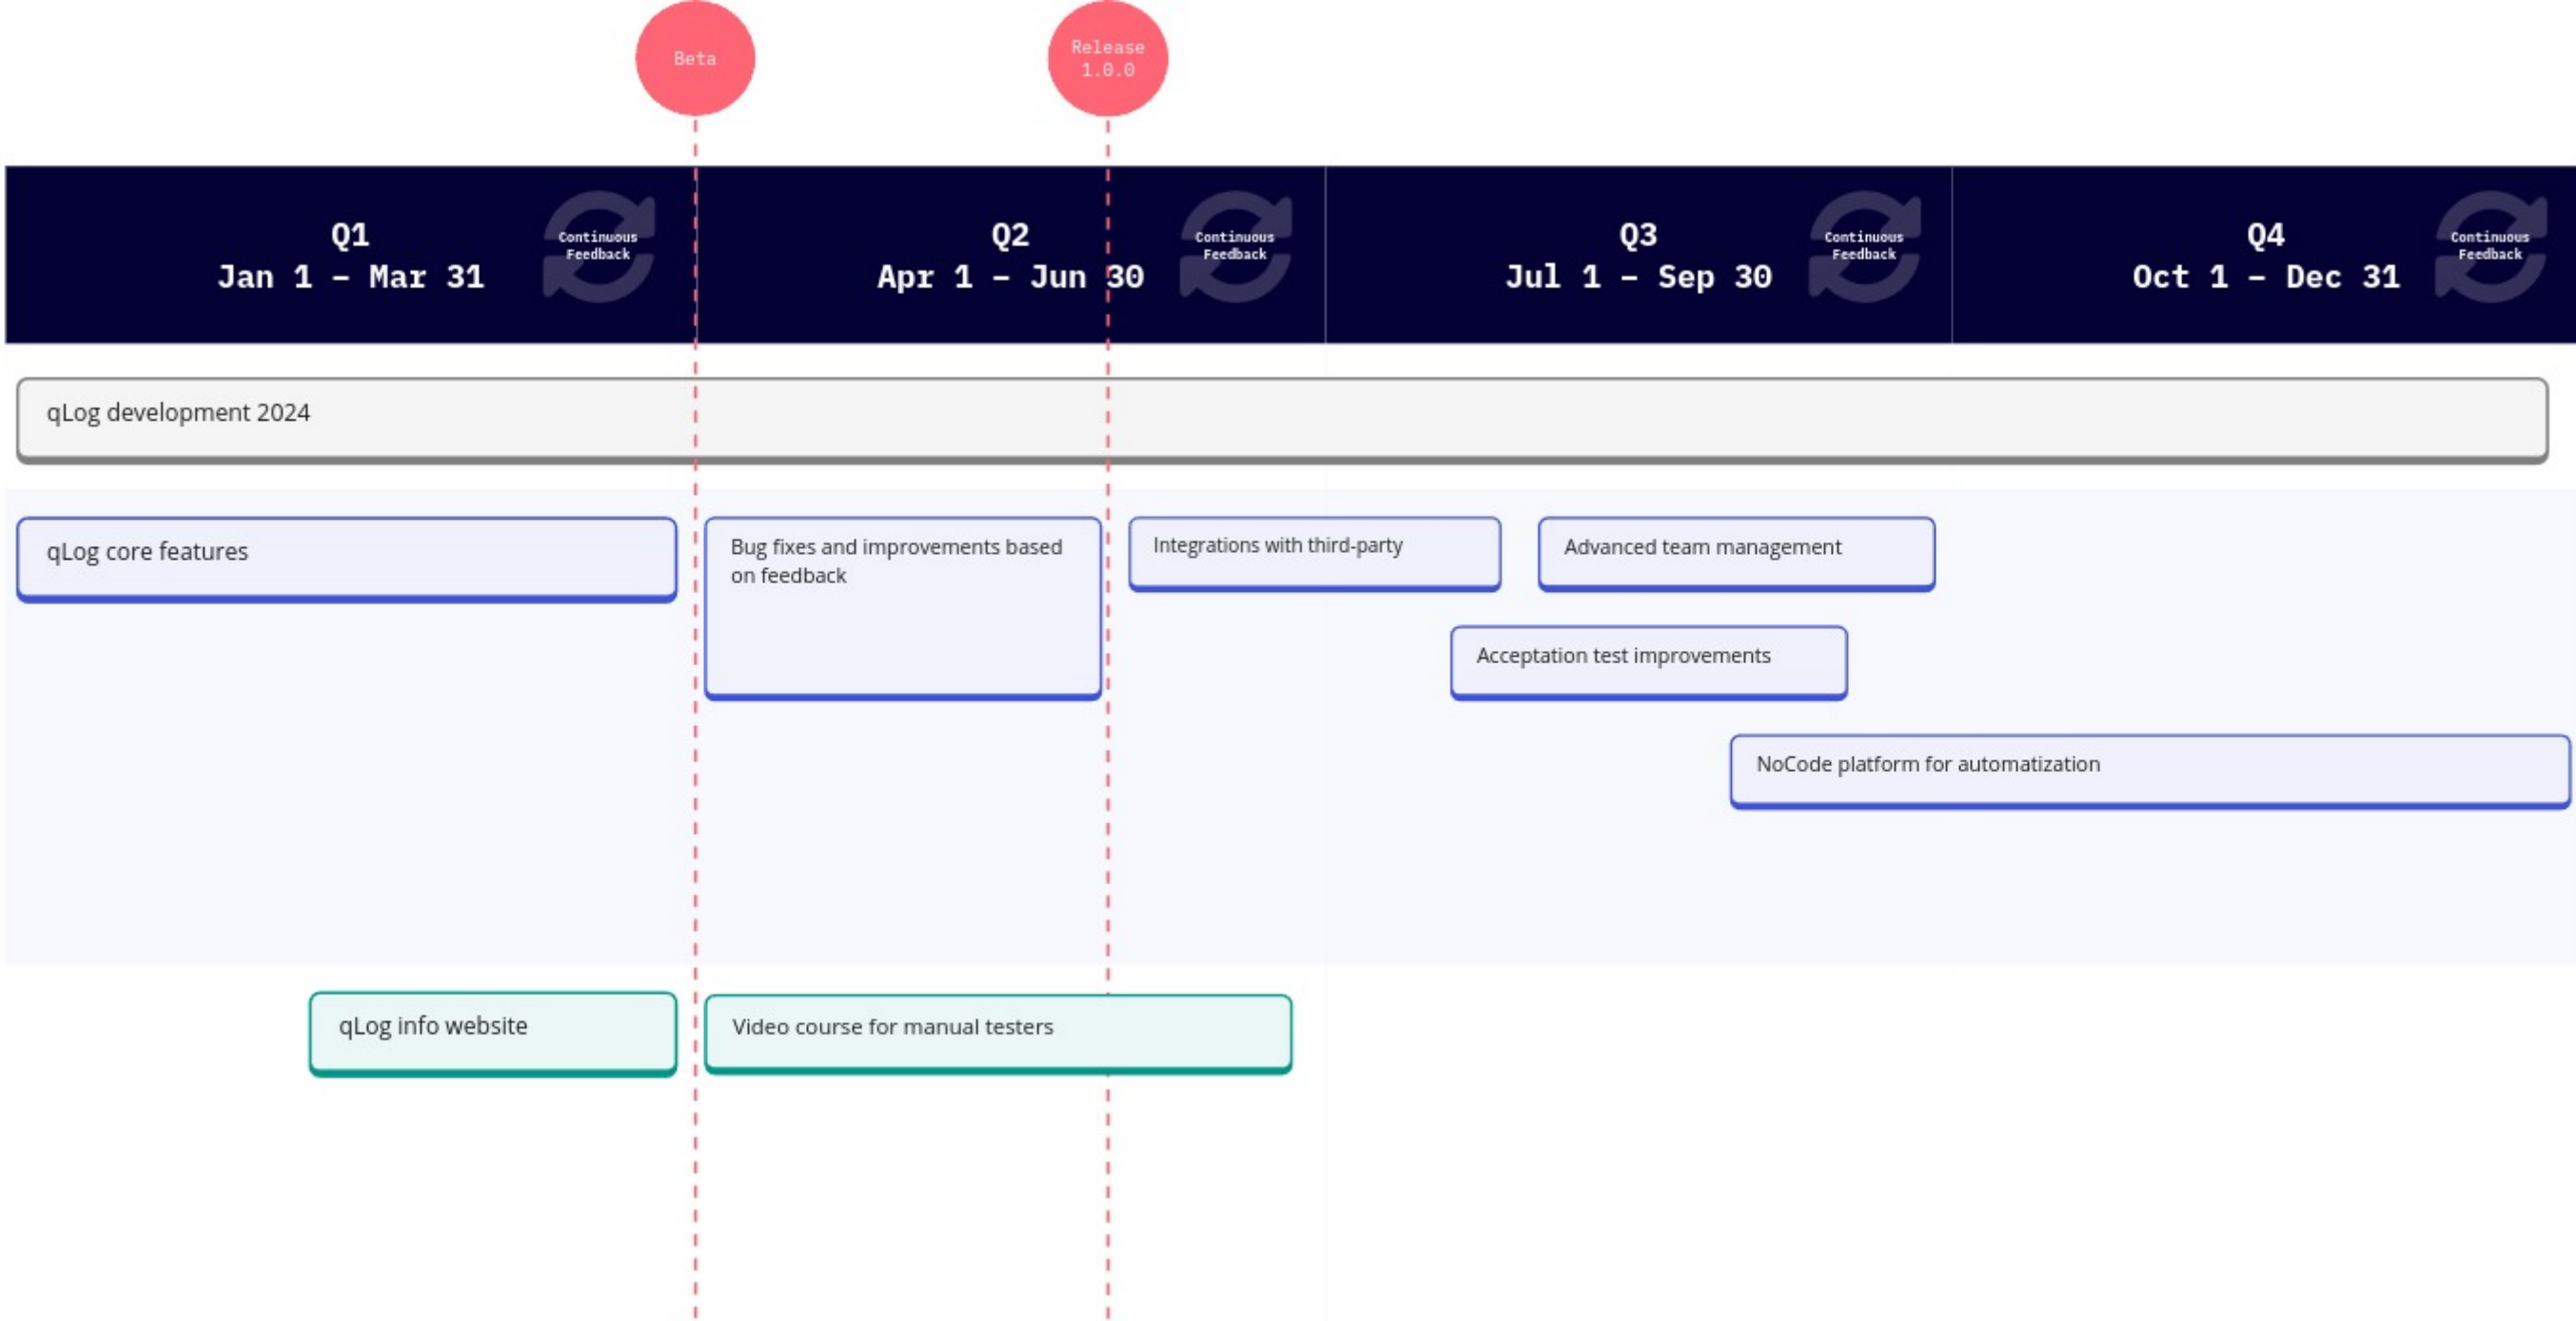 Beta
Release
1.0.0
Q1
Jan 1 – Mar 31
Continuous
Feedback
Q2
Apr 1 – Jun 30
Continuous
Feedback
Q3
Jul 1 – Sep 30
Continuous
Feedback
Q4
Oct 1 – Dec 31
Continuous
Feedback
qLog development 2024
qLog core features
Bug fixes and improvements based
on feedback
Integrations with third-party
Advanced team management
Acceptation test improvements
NoCode platform for automatization
qLog info website
Video course for manual testers